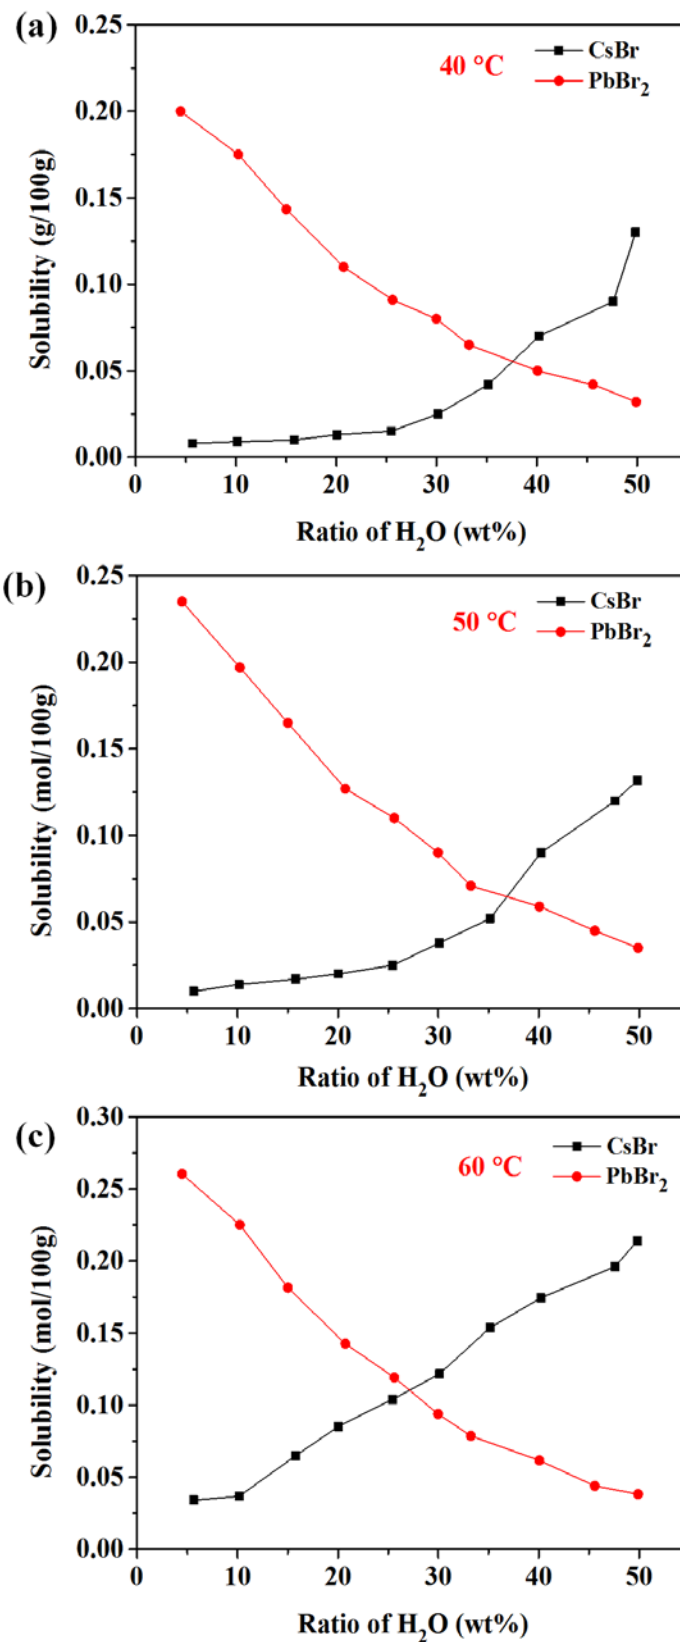 (a)
0.25
0.20
0.15
0.10
0.05
0.00
Solubility (g/100g)
40 °C
CsBr
PbBr2
0 10 20 30 40 50
Ratio of H2O (wt%)
(b)
0.25
0.20
0.15
0.10
0.05
0.00
Solubility (mol/100g)
50 °C
CsBr
PbBr2
0 10 20 30 40 50
Ratio of H2O (wt%)
(c)
0.30
0.25
0.20
0.15
0.10
0.05
0.00
Solubility (mol/100g)
60 °C
CsBr
PbBr2
0 10 20 30 40 50
Ratio of H2O (wt%)